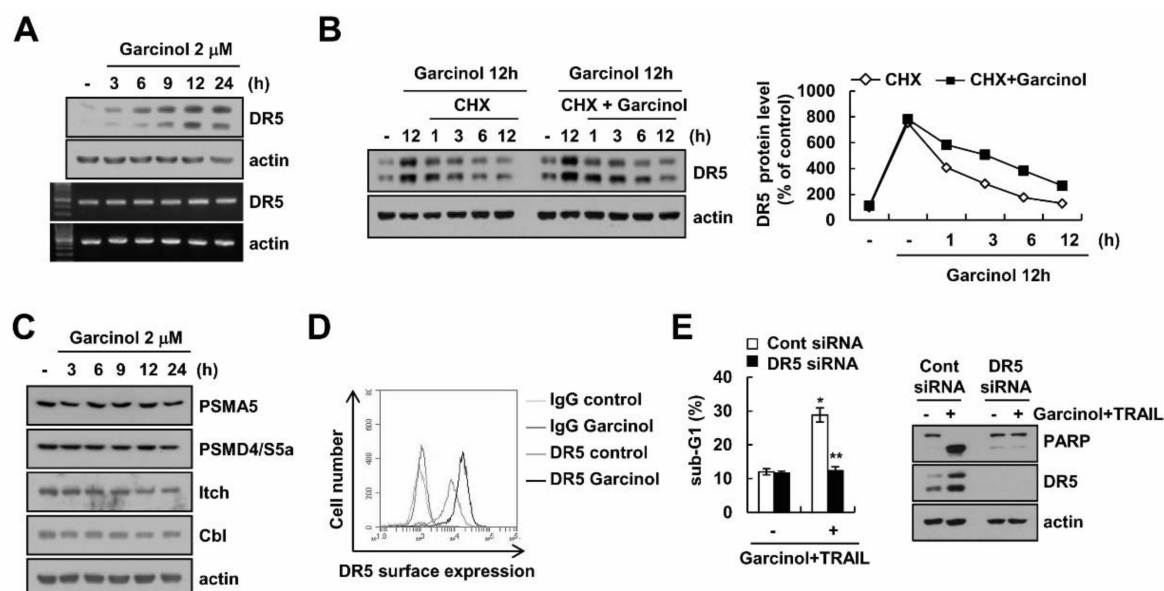 A
Garcinol 2 μM
- 3 6 9 12 24 (h)
DR5
actin
DR5
actin
B
Garcinol 12h Garcinol 12h
CHX CHX + Garcinol
- 12 1 3 6 12 - 12 1 3 6 12 (h)
DR5
actin
CHX CHX+Garcinol
DR5 protein level
(% of control)
1000
800
600
400
200
0
- - 1 3 6 12 (h)
Garcinol 12h
C
Garcinol 2 μM
- 3 6 9 12 24 (h)
PSMA5
PSMD4/S5a
Itch
Cbl
actin
D
Cell number
400
200
0
DR5 surface expression
IgG control
IgG Garcinol
DR5 control
DR5 Garcinol
E
Cont siRNA
DR5 siRNA
sub-G1 (%)
40
30
20
10
0
*
**
- +
Garcinol+TRAIL
Cont DR5
siRNA siRNA
- + - + Garcinol+TRAIL
PARP
DR5
actin